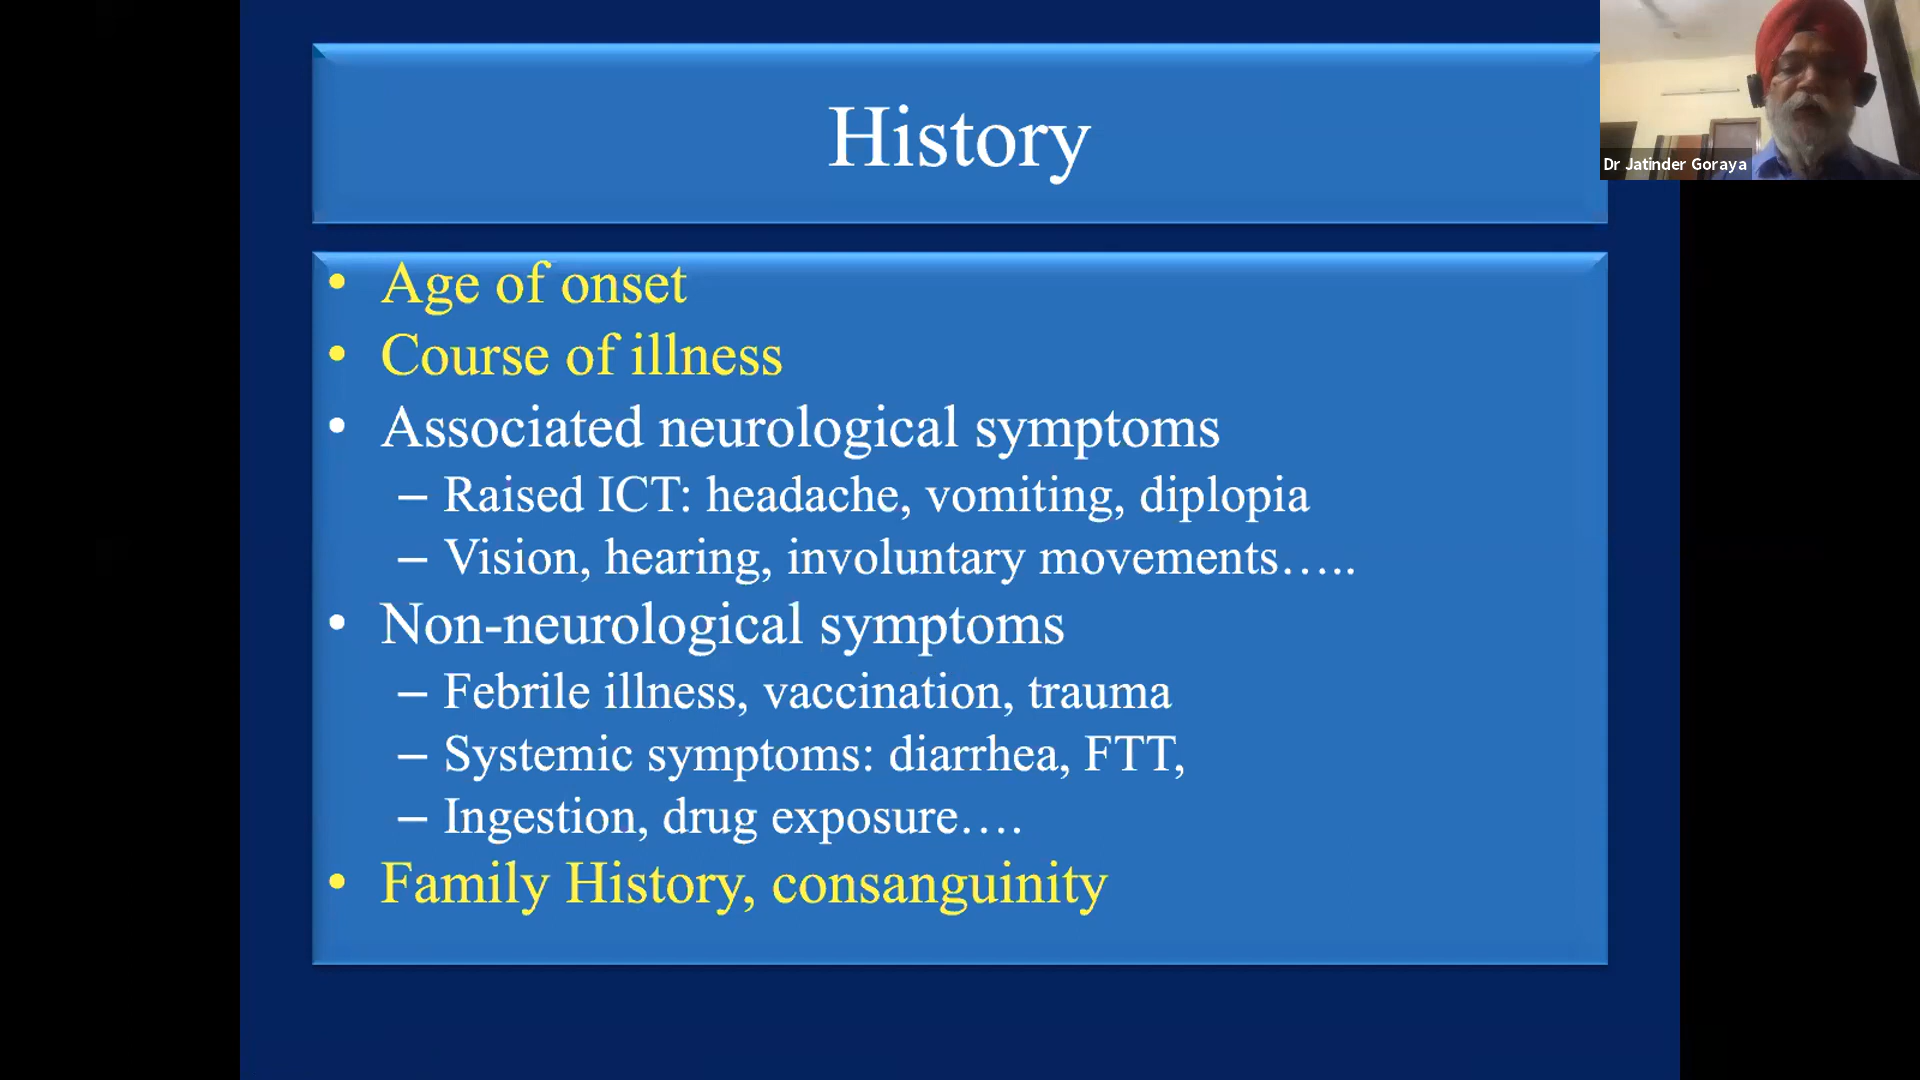 History
Dr Jatinder Goraya
• Age of onset
• Course of illness
• Associated neurological symptoms
– Raised ICT: headache, vomiting, diplopia
– Vision, hearing, involuntary movements…..
• Non-neurological symptoms
– Febrile illness, vaccination, trauma
– Systemic symptoms: diarrhea, FTT,
– Ingestion, drug exposure….
• Family History, consanguinity